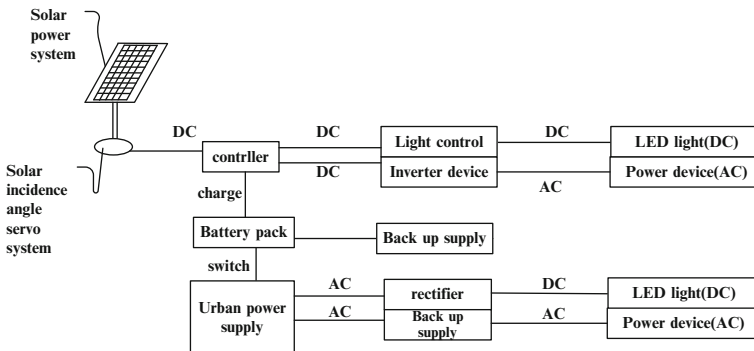 Solar
power
system
DC
DC
DC
contrller
Light control
LED light(DC)
DC
Inverter device
AC
Power device(AC)
Solar
incidence
angle
servo
system
charge
Battery pack
Back up supply
switch
Urban power
supply
AC
rectifier
DC
LED light(DC)
AC
Back up
supply
AC
Power device(AC)